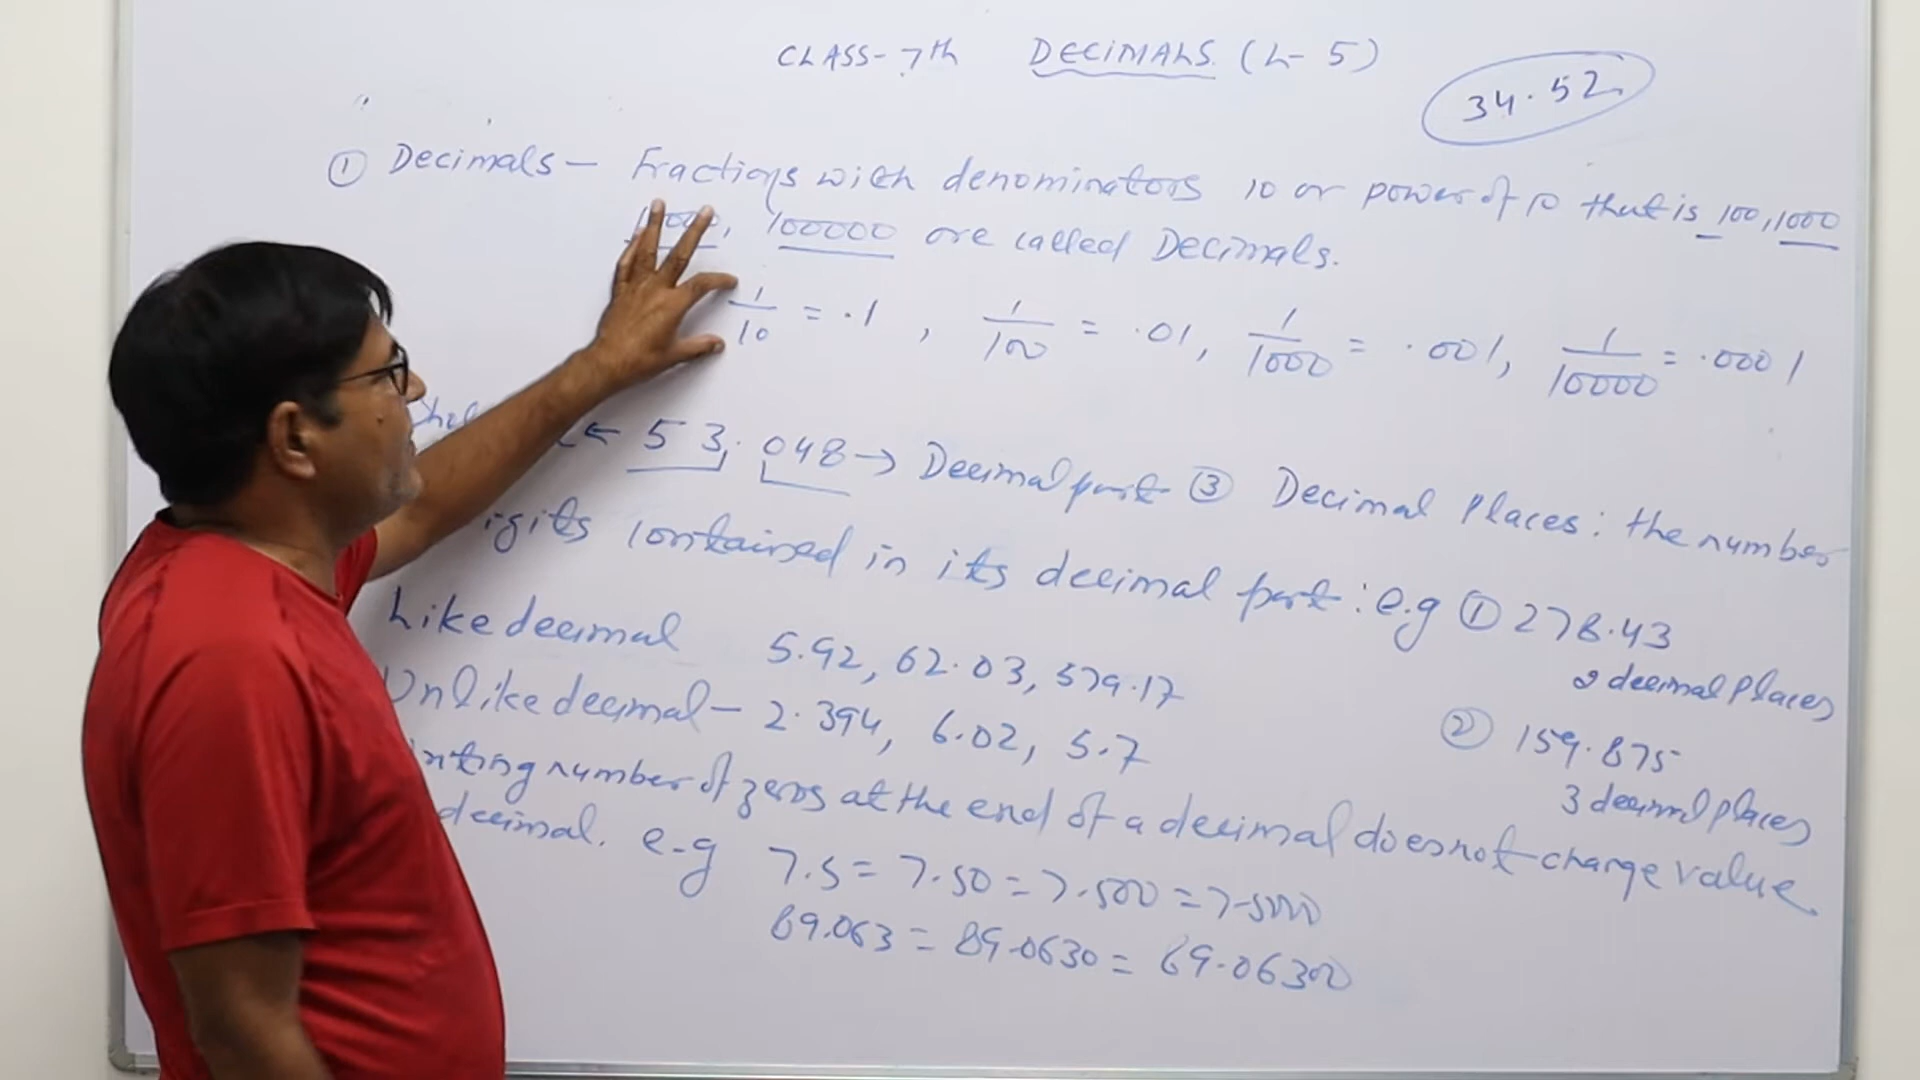 CLASS-7th DECIMALS (L-5)
34.52
① Decimals – Fractions with denominators 10 or power of 10 that is 100, 1000
100000 are called Decimals.
1/10 = .1 , 1/100 = .01, 1/1000 = .001, 1/10000 = .0001
← 53.048 → Decimal part ③ Decimal Places: the number
igits contained in its decimal part: e.g ① 278.43
2 decimal places
Like decimal 5.92, 62.03, 579.17
Unlike decimal – 2.394, 6.02, 5.7
② 159.875
3 decimal places
nting number of zeros at the end of a decimal does not change value
decimal. e-g 7.5 = 7.50 = 7.500 = 7.5000
89.063 = 89.0630 = 89.06300